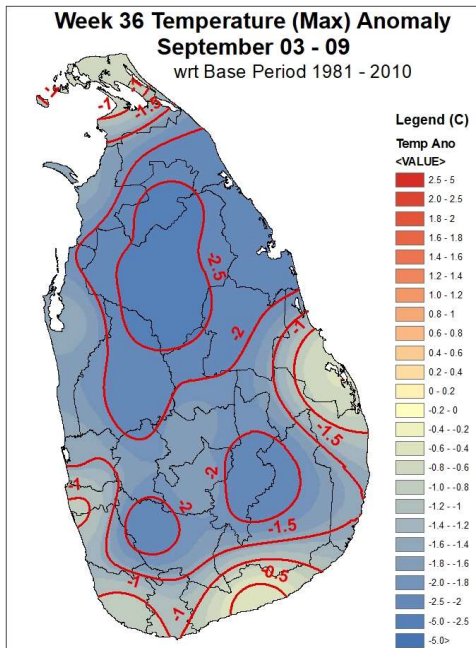 Week 36 Temperature (Max) Anomaly
September 03 - 09
wrt Base Period 1981 - 2010
Legend (C)
Temp Ano
<VALUE>
2.5 - 5
2.0 - 2.5
1.8 - 2
1.6 - 1.8
1.4 - 1.6
1.2 - 1.4
1.0 - 1.2
0.8 - 1
0.6 - 0.8
0.4 - 0.6
0.2 - 0.4
0 - 0.2
-0.2 - 0
-0.4 - -0.2
-0.6 - -0.4
-0.8 - -0.6
-1.0 - -0.8
-1.2 - -1
-1.4 - -1.2
-1.6 - -1.4
-1.8 - -1.6
-2.0 - -1.8
-2.5 - -2
-5.0 - -2.5
-5.0>
-1
-1
-1.5
-2.5
-2
-1
-1.5
-2
-2
-1.5
-1
-0.5
-1
-1